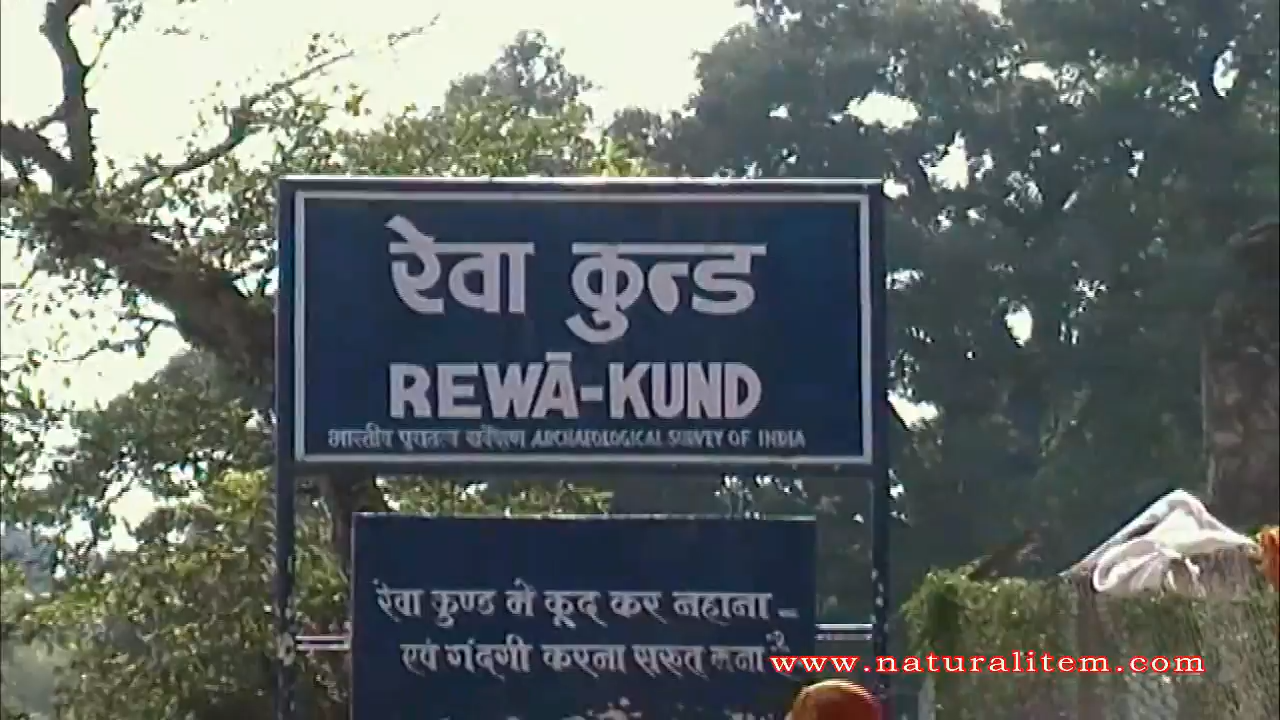 रेवा कुन्ड
REWĀ-KUND
भारतीय पुरातत्व सर्वेक्षण ARCHAEOLOGICAL SURVEY OF INDIA
रेवा कुण्ड में कूद कर नहाना -
एवं गंदगी करना सख्त मना है
www.naturalitem.com